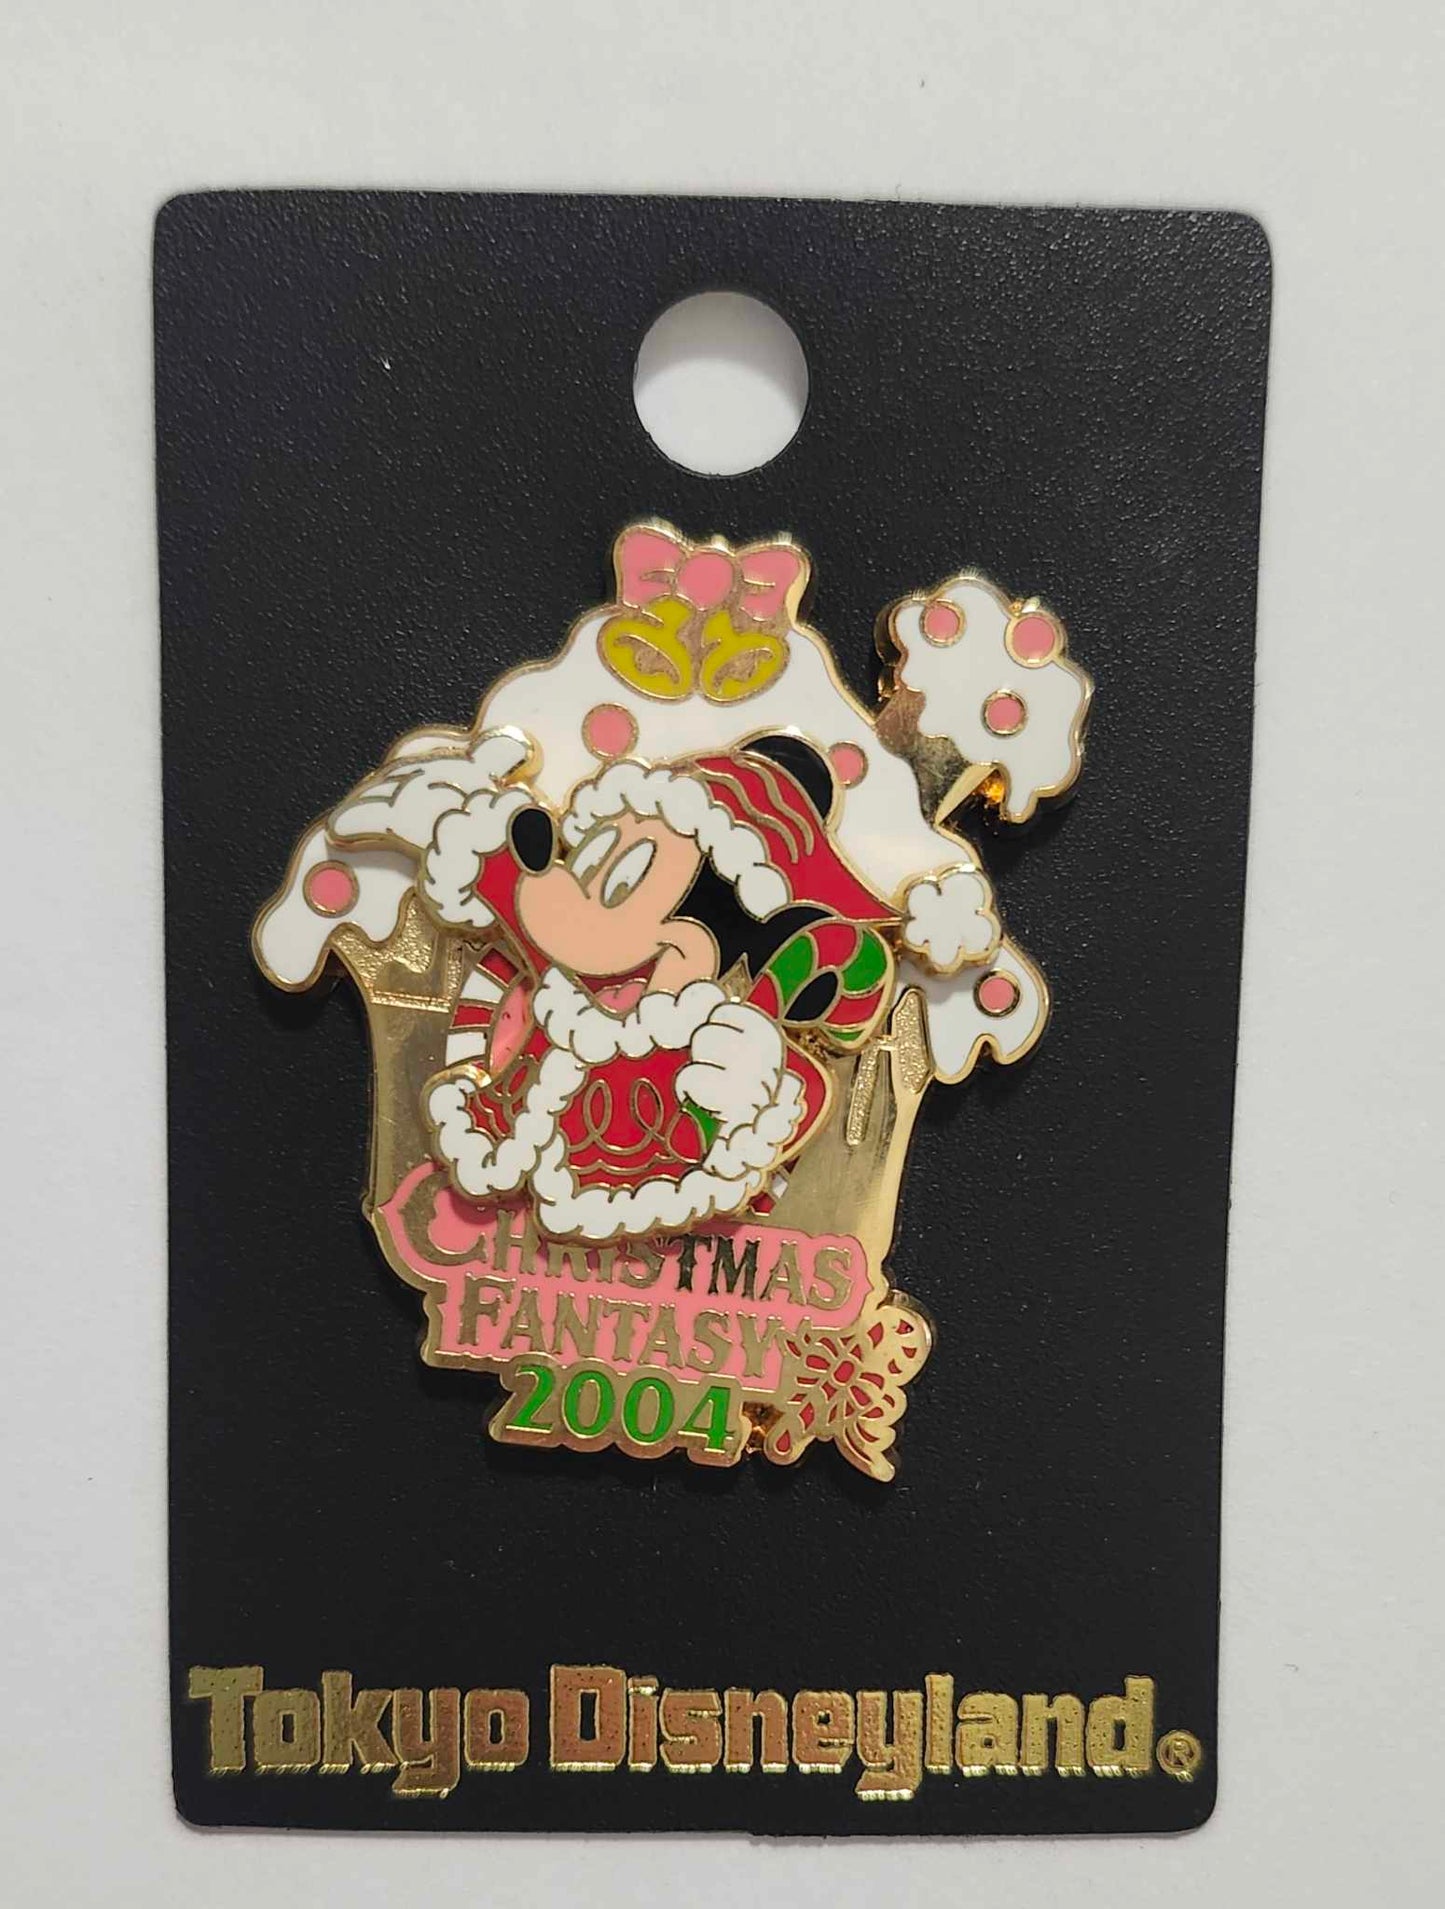 CHRISTMAS
FANTASY
2004
Tokyo Disneyland®